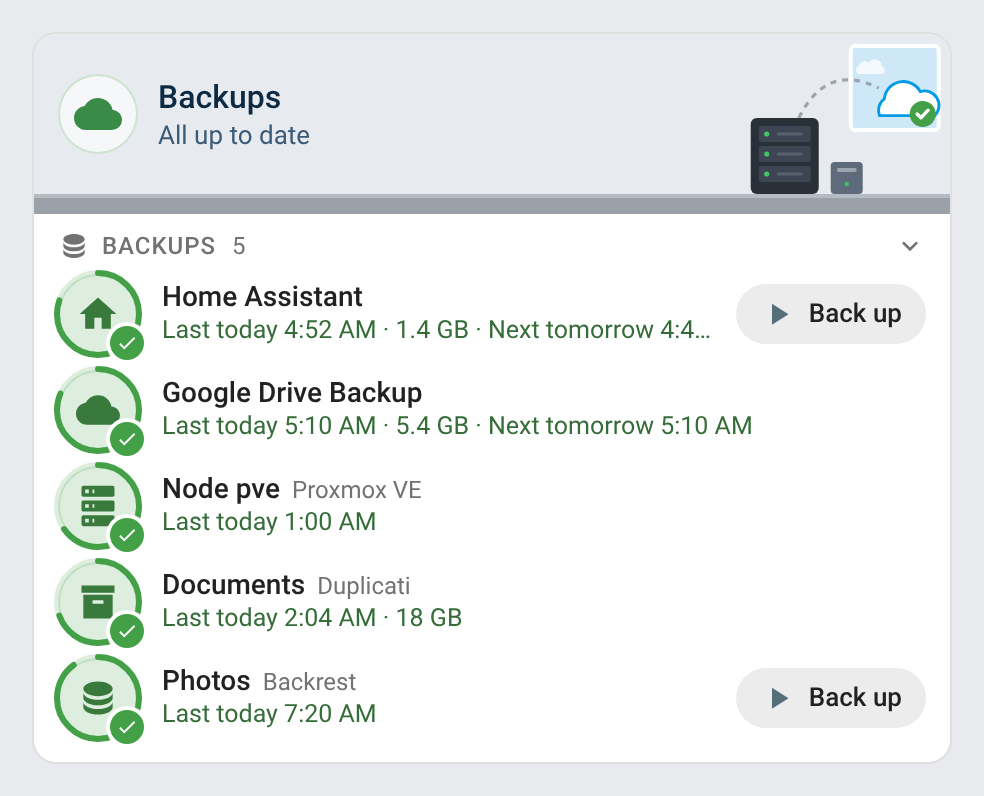 Backups
All up to date
BACKUPS 5
Home Assistant
Last today 4:52 AM · 1.4 GB · Next tomorrow 4:4…
Back up
Google Drive Backup
Last today 5:10 AM · 5.4 GB · Next tomorrow 5:10 AM
Node pve Proxmox VE
Last today 1:00 AM
Documents Duplicati
Last today 2:04 AM · 18 GB
Photos Backrest
Last today 7:20 AM
Back up